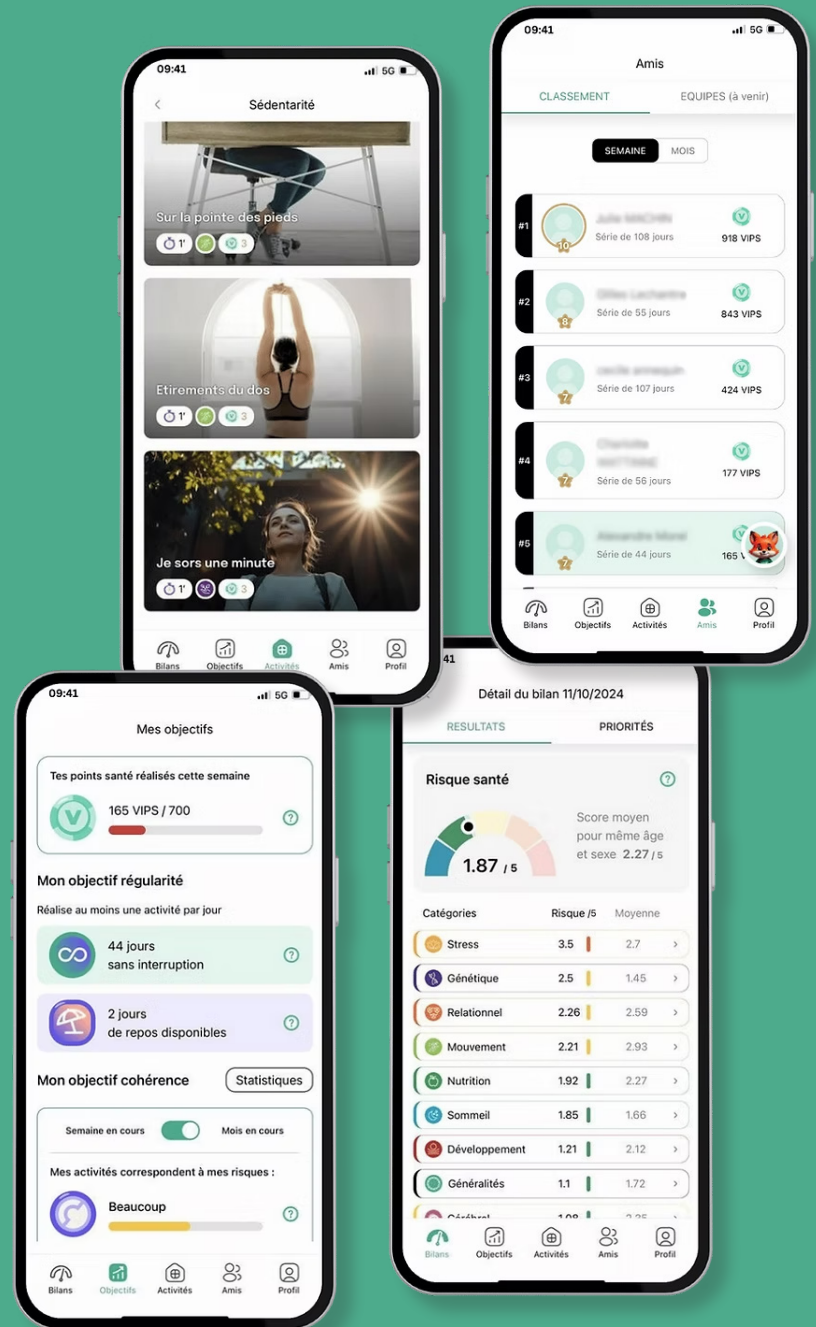 09:41
5G
Sédentarité
Sur la pointe des pieds
1'
3
Etirements du dos
1'
3
Je sors une minute
1'
3
Bilans
Objectifs
Activités
Amis
Profil
09:41
5G
Amis
CLASSEMENT
EQUIPES (à venir)
SEMAINE
MOIS
#1
10
Série de 108 jours
918 VIPS
#2
8
Série de 55 jours
843 VIPS
#3
7
Série de 107 jours
424 VIPS
#4
7
Série de 56 jours
177 VIPS
#5
7
Série de 44 jours
165
Bilans
Objectifs
Activités
Amis
Profil
09:41
5G
Mes objectifs
Tes points santé réalisés cette semaine
V
165 VIPS / 700
?
Mon objectif régularité
Réalise au moins une activité par jour
44 jours
sans interruption
?
2 jours
de repos disponibles
?
Mon objectif cohérence
Statistiques
Semaine en cours
Mois en cours
Mes activités correspondent à mes risques :
Beaucoup
?
Bilans
Objectifs
Activités
Amis
Profil
41
Détail du bilan 11/10/2024
RESULTATS
PRIORITÉS
Risque santé
?
1.87 / 5
Score moyen
pour même âge
et sexe 2.27 / 5
Catégories Risque /5 Moyenne
Stress 3.5 2.7
Génétique 2.5 1.45
Relationnel 2.26 2.59
Mouvement 2.21 2.93
Nutrition 1.92 2.27
Sommeil 1.85 1.66
Développement 1.21 2.12
Généralités 1.1 1.72
Bilans
Objectifs
Activités
Amis
Profil